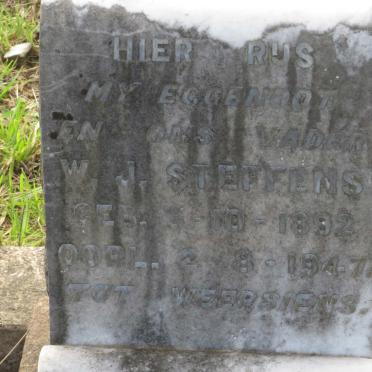 HIER RUS
MY EGGENOOT
EN ONS VADER
W. J. STEFFENS
GEB. -10-1892
OORL. 2-8-1947
TOT WEERSIENS.